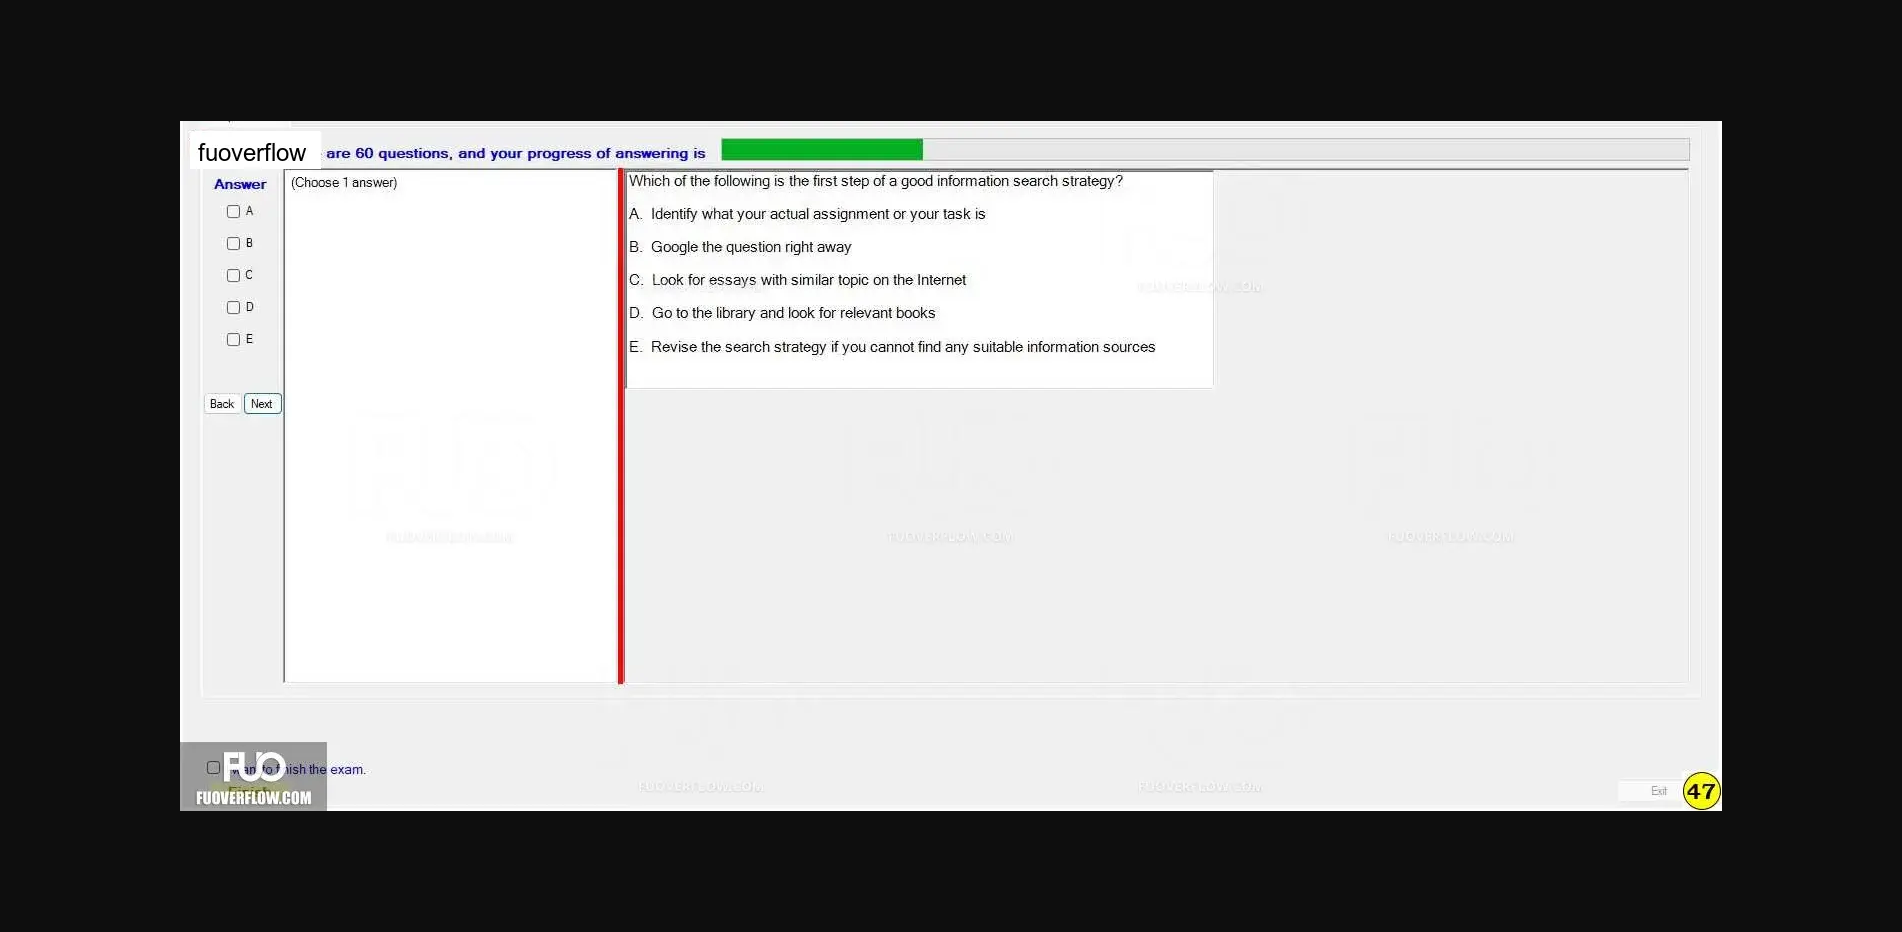 fuoverflow are 60 questions, and your progress of answering is
Answer
A
B
C
D
E
Back Next
(Choose 1 answer)
Which of the following is the first step of a good information search strategy?
A. Identify what your actual assignment or your task is
B. Google the question right away
C. Look for essays with similar topic on the Internet
D. Go to the library and look for relevant books
E. Revise the search strategy if you cannot find any suitable information sources
FUOVERFLOW.COM
FUOVERFLOW.COM FUOVERFLOW.COM FUOVERFLOW.COM
FUO
want to finish the exam.
Finish
FUOVERFLOW.COM
FUOVERFLOW.COM FUOVERFLOW.COM
Exit
47